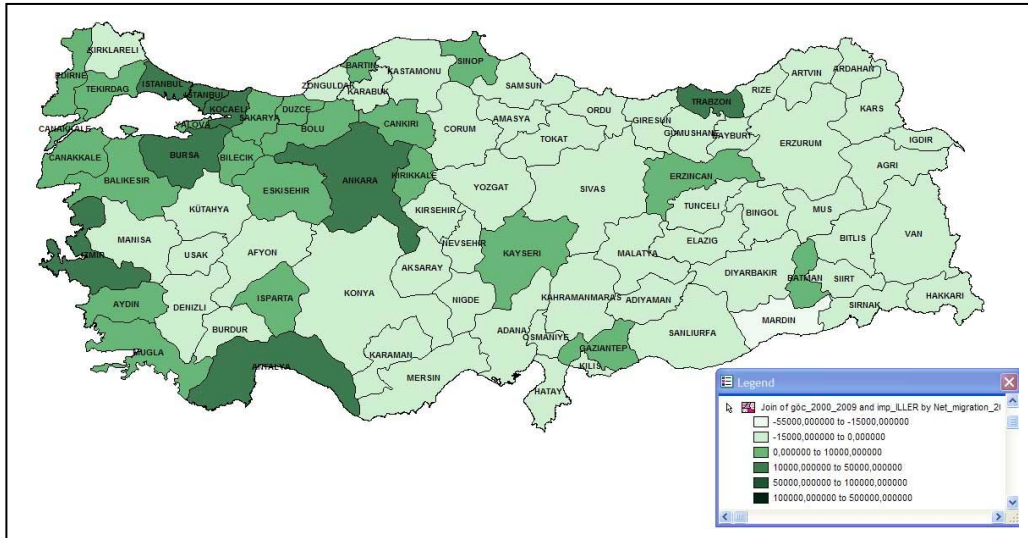 KIRKLARELI
EDIRNE
TEKIRDAG
ISTANBUL
ISTANBUL
KOCAELI
YALOVA
SAKARYA
DUZCE
BOLU
ZONGULDAK
BARTIN
KARABUK
KASTAMONU
SINOP
SAMSUN
CANKIRI
CORUM
AMASYA
ORDU
TOKAT
GIRESUN
TRABZON
GUMUSHANE
BAYBURT
RIZE
ARTVIN
ARDAHAN
KARS
IGDIR
AGRI
ERZURUM
ERZINCAN
CANAKKALE
CANAKKALE
BALIKESIR
BURSA
BILECIK
ESKISEHIR
ANKARA
KIRIKKALE
KIRSEHIR
YOZGAT
SIVAS
TUNCELI
BINGOL
MUS
BITLIS
VAN
KÜTAHYA
MANISA
USAK
AFYON
IZMIR
AYDIN
DENIZLI
ISPARTA
BURDUR
MUGLA
ANTALYA
KONYA
AKSARAY
NEVSEHIR
KAYSERI
NIGDE
MALATYA
ELAZIG
DIYARBAKIR
BATMAN
SIIRT
SIRNAK
HAKKARI
KAHRAMANMARAS
ADIYAMAN
SANLIURFA
MARDIN
GAZIANTEP
KILIS
OSMANIYE
ADANA
HATAY
MERSIN
KARAMAN
Legend
Join of göc_2000_2009 and imp_ILLER by Net_migration_20
-55000,000000 to -15000,000000
-15000,000000 to 0,000000
0,000000 to 10000,000000
10000,000000 to 50000,000000
50000,000000 to 100000,000000
100000,000000 to 500000,000000